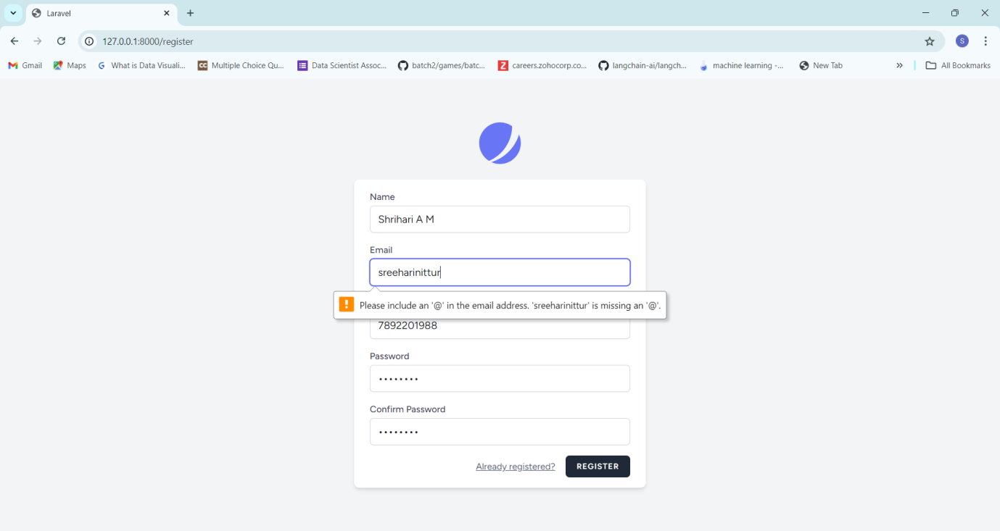 Laravel
127.0.0.1:8000/register
S
Gmail Maps What is Data Visuali... CC Multiple Choice Qu... Data Scientist Assoc... batch2/games/batc... Z careers.zohocorp.co... langchain-ai/langch... machine learning -... New Tab » All Bookmarks
Name
Shrihari A M
Email
sreeharinittur
! Please include an '@' in the email address. 'sreeharinittur' is missing an '@'.
7892201988
Password
••••••••
Confirm Password
••••••••
Already registered? REGISTER